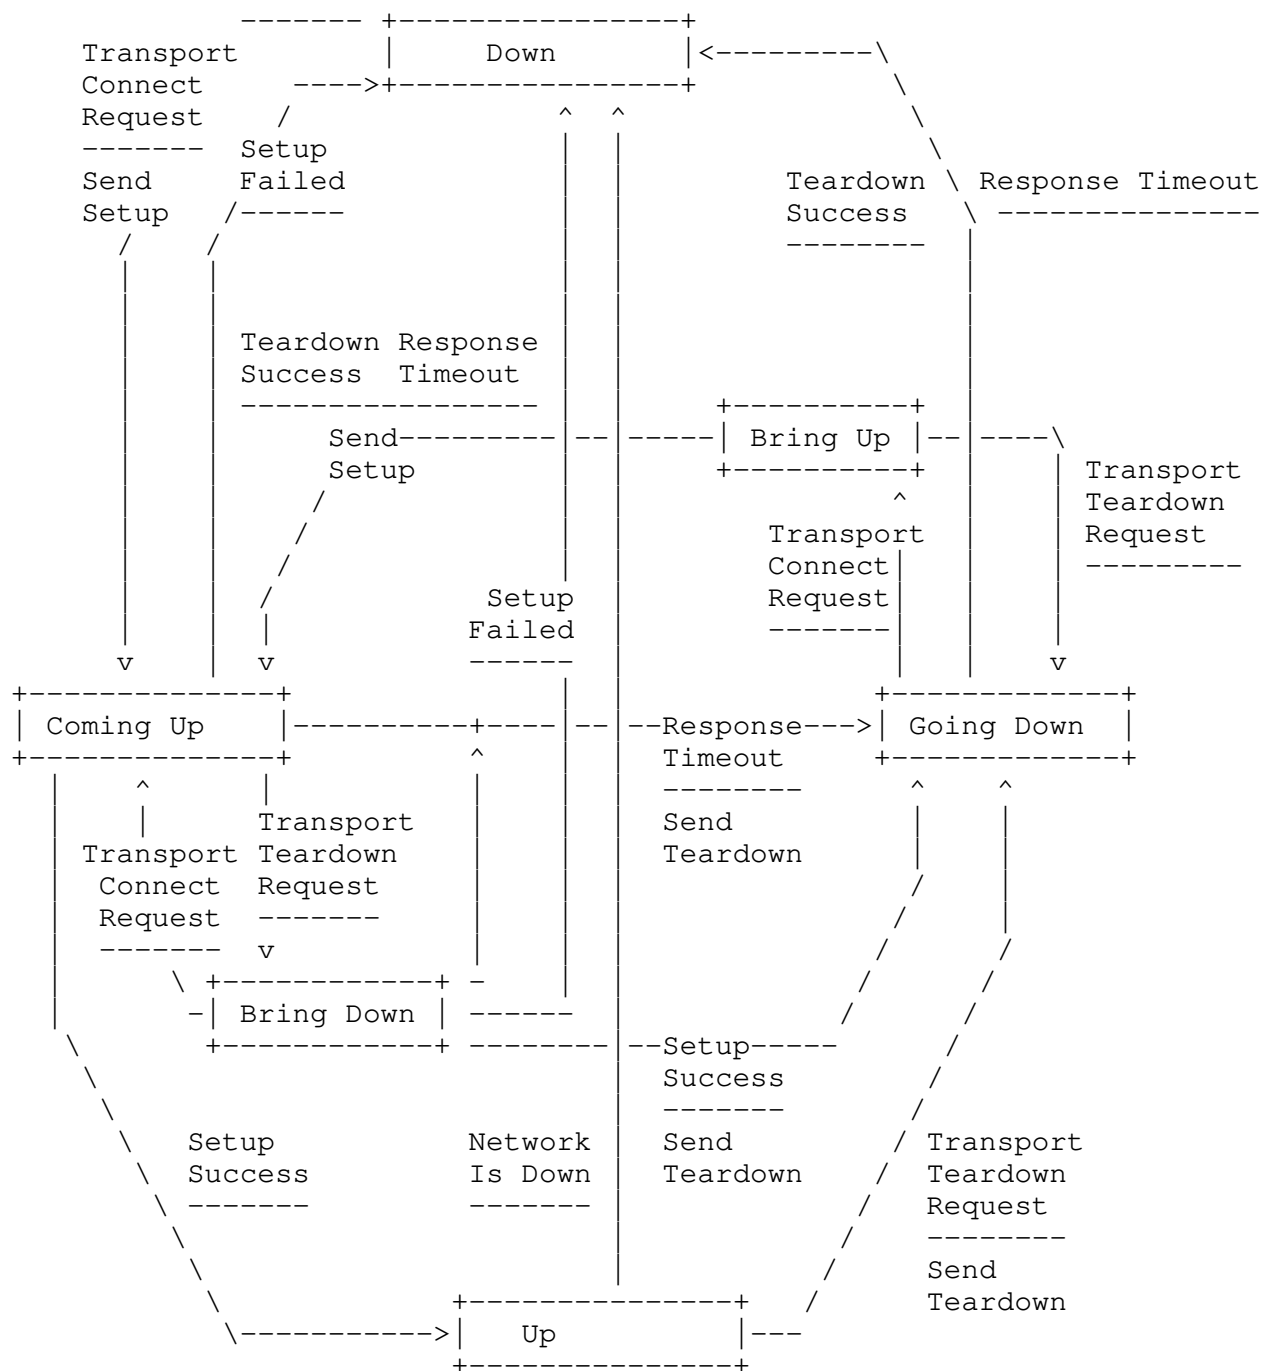 Down
Transport
Connect
Request
Send
Setup
Setup
Failed
Teardown
Success
Response Timeout
Teardown Response
Success Timeout
Send
Setup
Bring Up
Transport
Teardown
Request
Transport
Connect
Request
Setup
Failed
Coming Up
Response
Timeout
Send
Teardown
Going Down
Transport
Connect
Request
Transport
Teardown
Request
Bring Down
Setup
Success
Send
Teardown
Setup
Success
Network
Is Down
Transport
Teardown
Request
Send
Teardown
Up